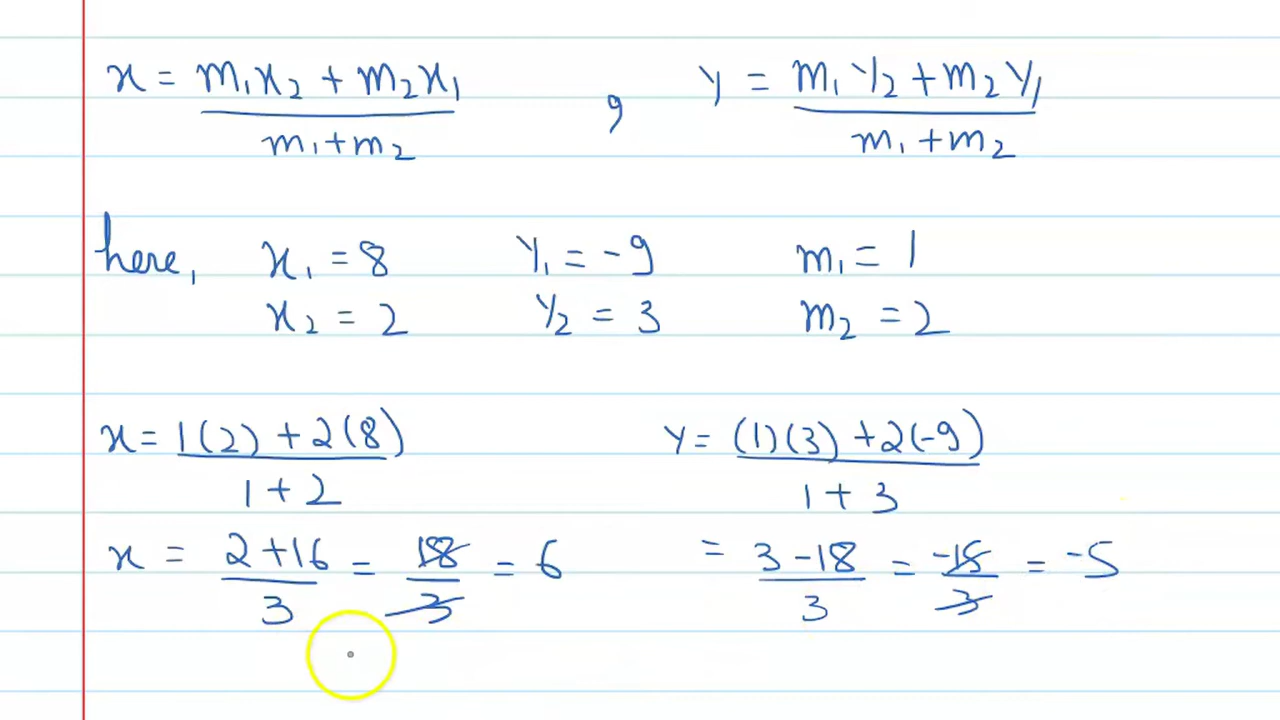 x = m₁x₂ + m₂x₁ / m₁+m₂ , y = m₁y₂ + m₂y₁ / m₁+m₂
here, x₁ = 8 y₁ = -9 m₁ = 1
x₂ = 2 y₂ = 3 m₂ = 2
x = 1(2) + 2(8) / 1 + 2 y = (1)(3) + 2(-9) / 1 + 3
x = 2 + 16 / 3 = 18 / 3 = 6 = 3 - 18 / 3 = -15 / 3 = -5